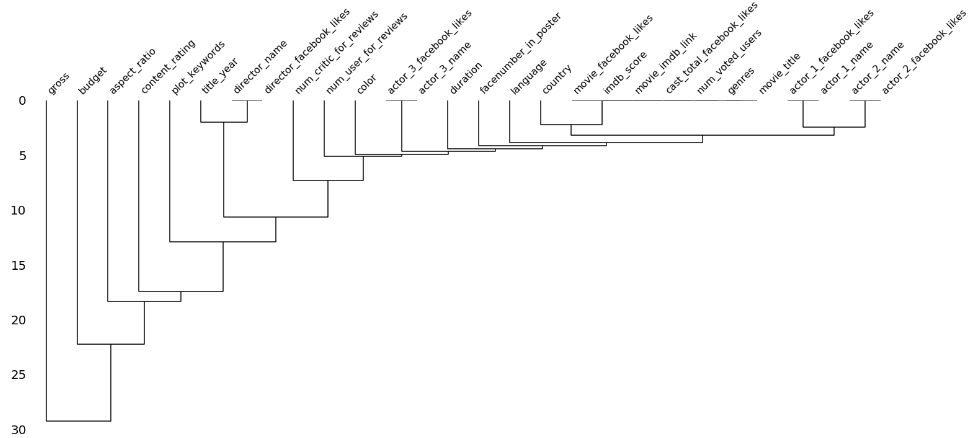 gross
budget
aspect_ratio
content_rating
plot_keywords
title_year
director_name
director_facebook_likes
num_critic_for_reviews
num_user_for_reviews
color
actor_3_facebook_likes
actor_3_name
duration
facenumber_in_poster
language
country
movie_facebook_likes
imdb_score
movie_imdb_link
cast_total_facebook_likes
num_voted_users
genres
movie_title
actor_1_facebook_likes
actor_1_name
actor_2_name
actor_2_facebook_likes
0
5
10
15
20
25
30